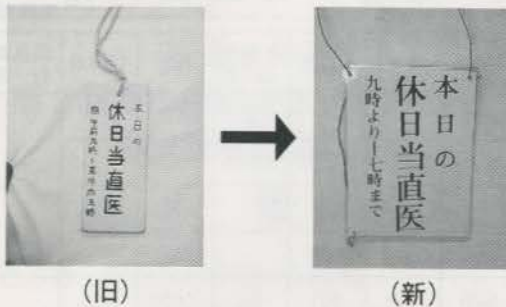 本日の
休日当直医
(旧)
本日の
休日当直医
九時より十七時まで
(新)